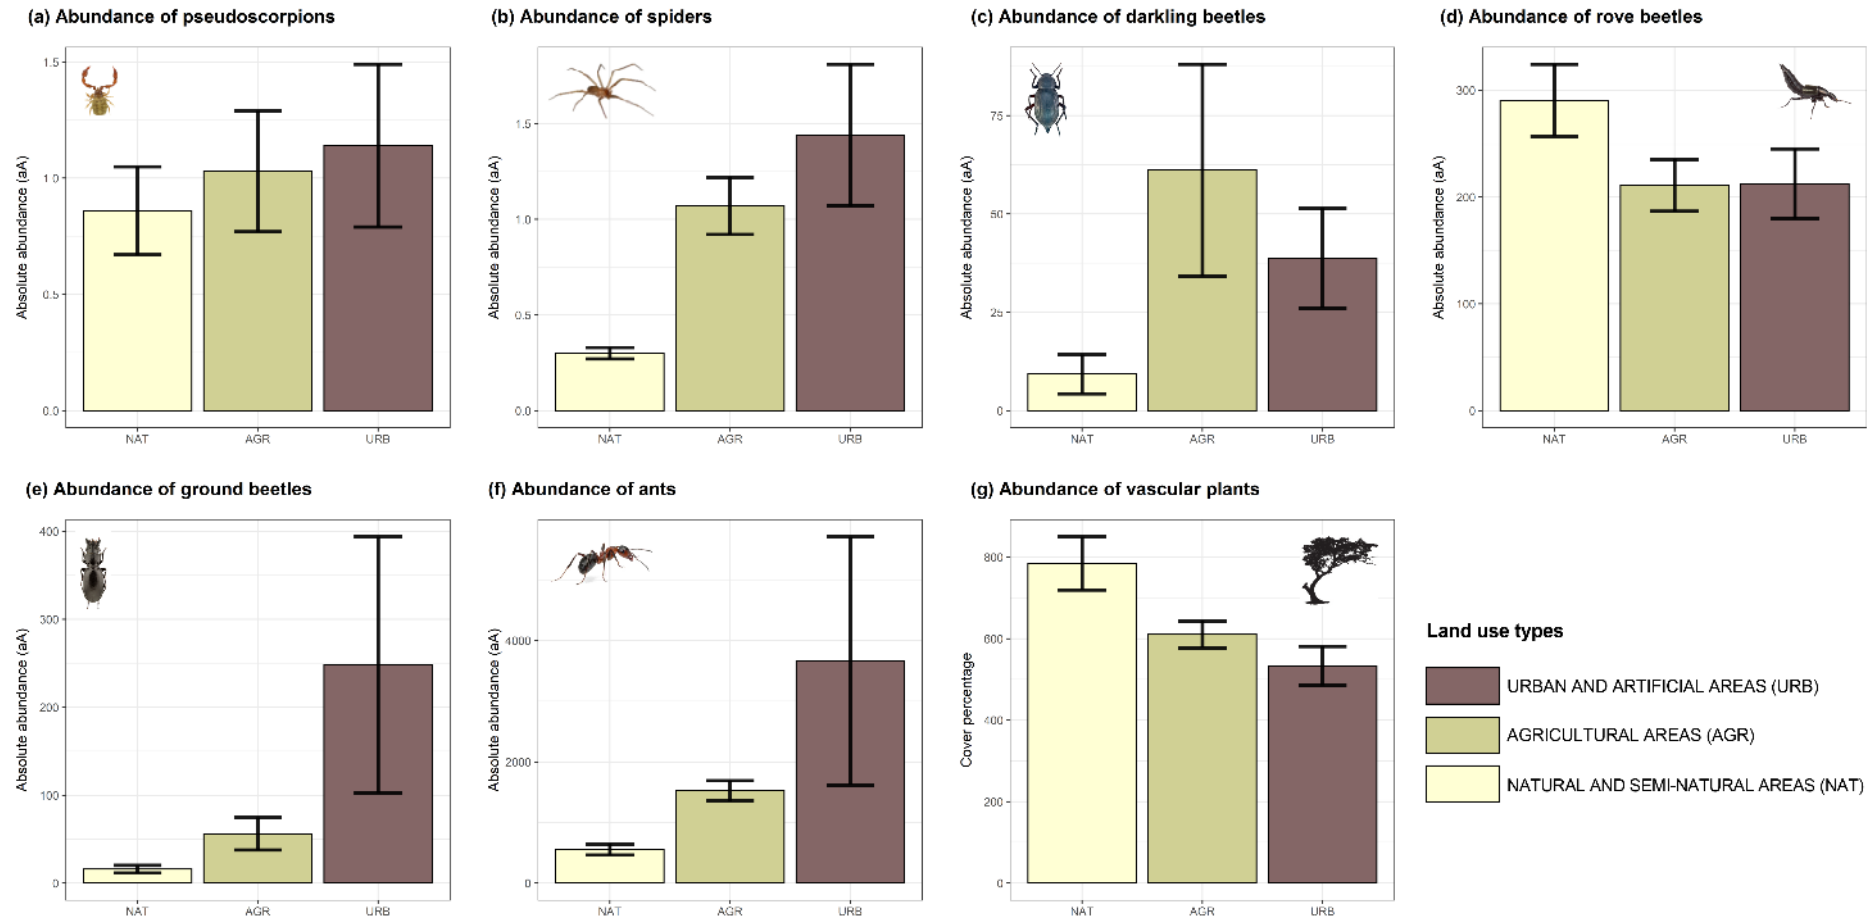 (a) Abundance of pseudoscorpions
(b) Abundance of spiders
(c) Abundance of darkling beetles
(d) Abundance of rove beetles
Absolute abundance (aA)
1.5
1.0
0.5
0.0
NAT AGR URB
Absolute abundance (aA)
1.5
1.0
0.5
0.0
NAT AGR URB
Absolute abundance (aA)
75
50
25
0
NAT AGR URB
Absolute abundance (aA)
300
200
100
0
NAT AGR URB
(e) Abundance of ground beetles
(f) Abundance of ants
(g) Abundance of vascular plants
Absolute abundance (aA)
400
300
200
100
0
NAT AGR URB
Absolute abundance (aA)
4000
2000
0
NAT AGR URB
Cover percentage
800
600
400
200
0
NAT AGR URB
Land use types
URBAN AND ARTIFICIAL AREAS (URB)
AGRICULTURAL AREAS (AGR)
NATURAL AND SEMI-NATURAL AREAS (NAT)